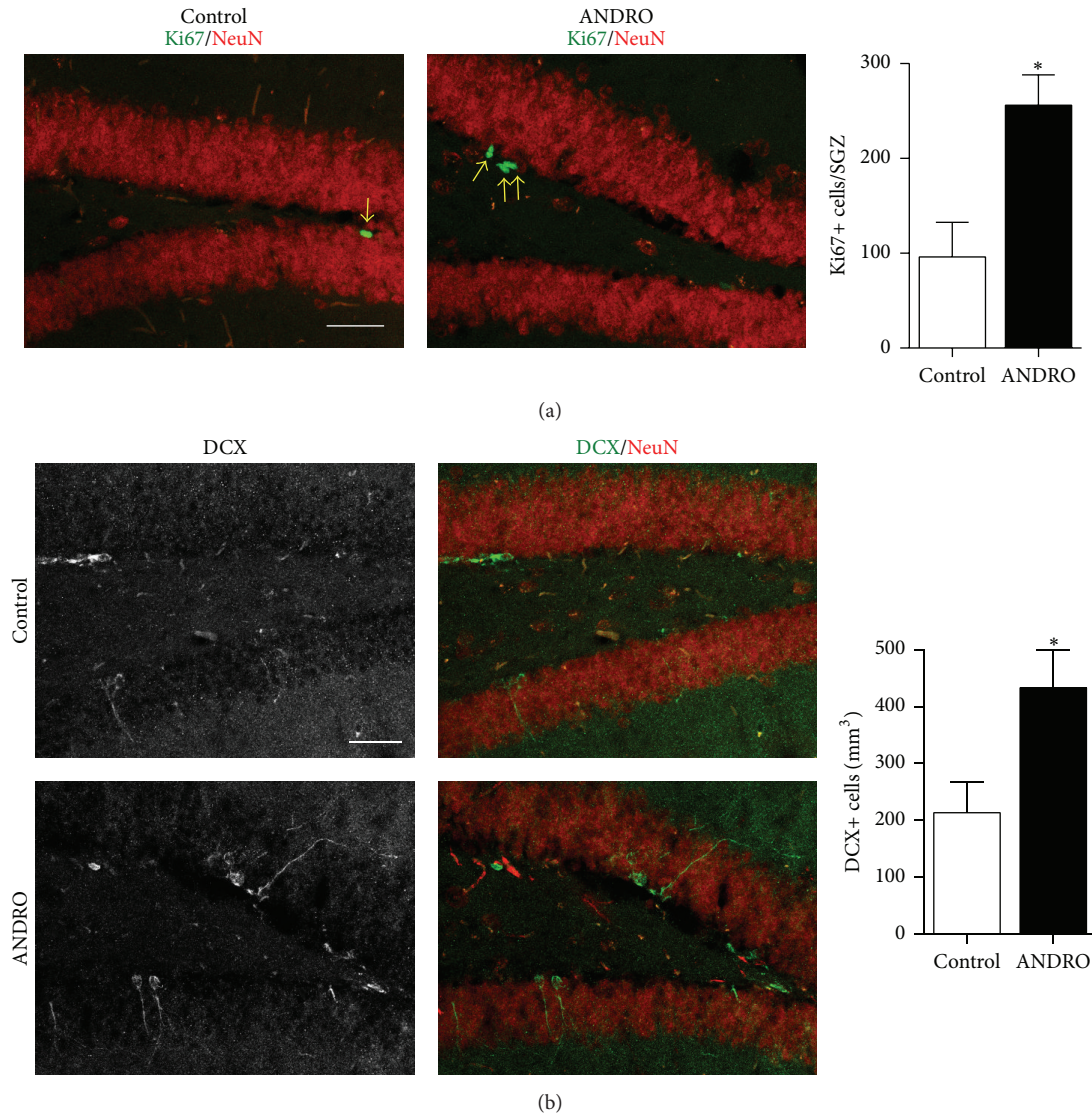 Control
Ki67/NeuN
ANDRO
Ki67/NeuN
Ki67+ cells/SGZ
300
200
100
0
*
Control
ANDRO
(a)
DCX
DCX/NeuN
Control
ANDRO
DCX+ cells (mm³)
500
400
300
200
100
0
*
Control
ANDRO
(b)